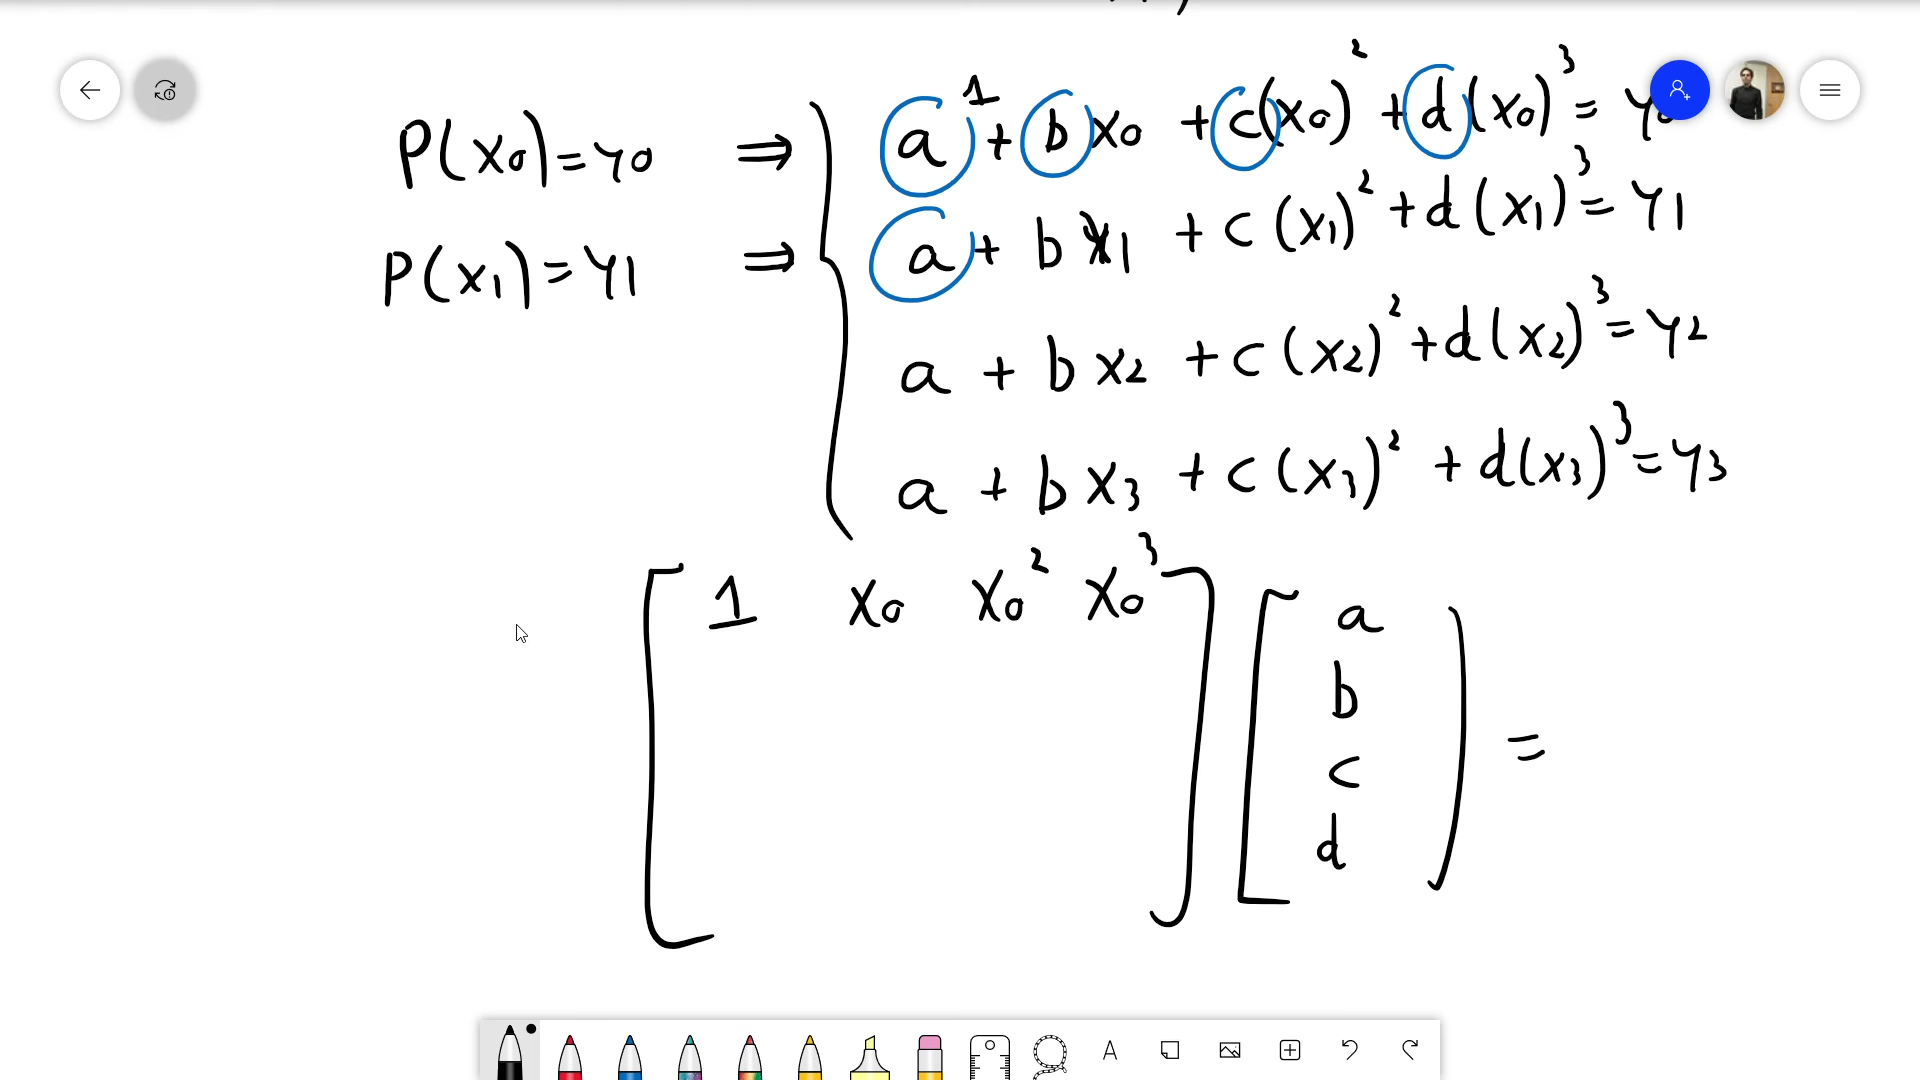 P(x0)=y0 ⇒ a 1 + b x0 + c(x0)² + d(x0)³ = y0
P(x1)=y1 ⇒ a + b x1 + c(x1)² + d(x1)³ = y1
a + b x2 + c(x2)² + d(x2)³ = y2
a + b x3 + c(x3)² + d(x3)³ = y3
1 x0 x0² x0³
a
b
c
d
=
A